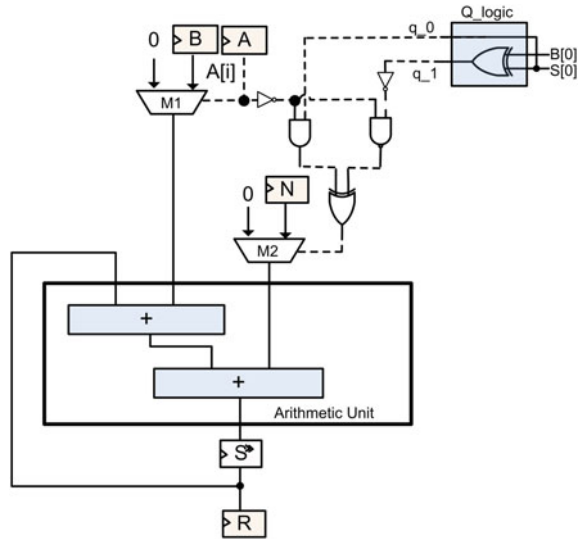 Q_logic
0
B
A
q_0
B[0]
S[0]
A[i]
q_1
M1
0
N
M2
+
+
Arithmetic Unit
S
R